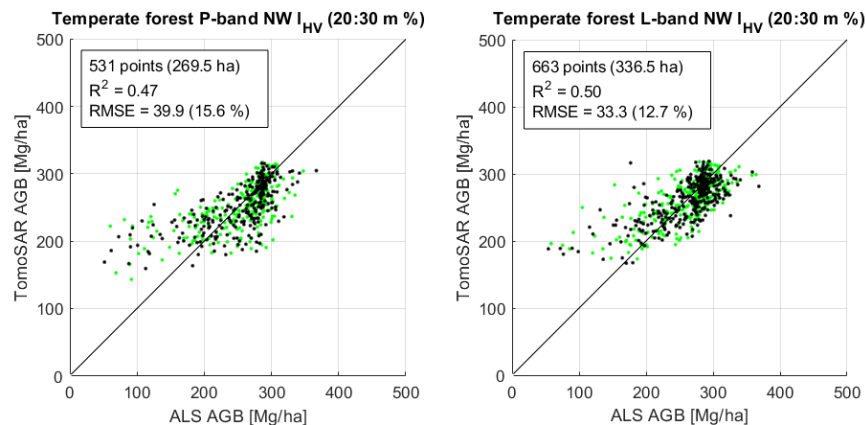 Temperate forest P-band NW I_HV (20:30 m %)
500
400
300
200
100
0
0 100 200 300 400 500
TomoSAR AGB [Mg/ha]
ALS AGB [Mg/ha]
531 points (269.5 ha)
R² = 0.47
RMSE = 39.9 (15.6 %)
Temperate forest L-band NW I_HV (20:30 m %)
500
400
300
200
100
0
0 100 200 300 400 500
TomoSAR AGB [Mg/ha]
ALS AGB [Mg/ha]
663 points (336.5 ha)
R² = 0.50
RMSE = 33.3 (12.7 %)